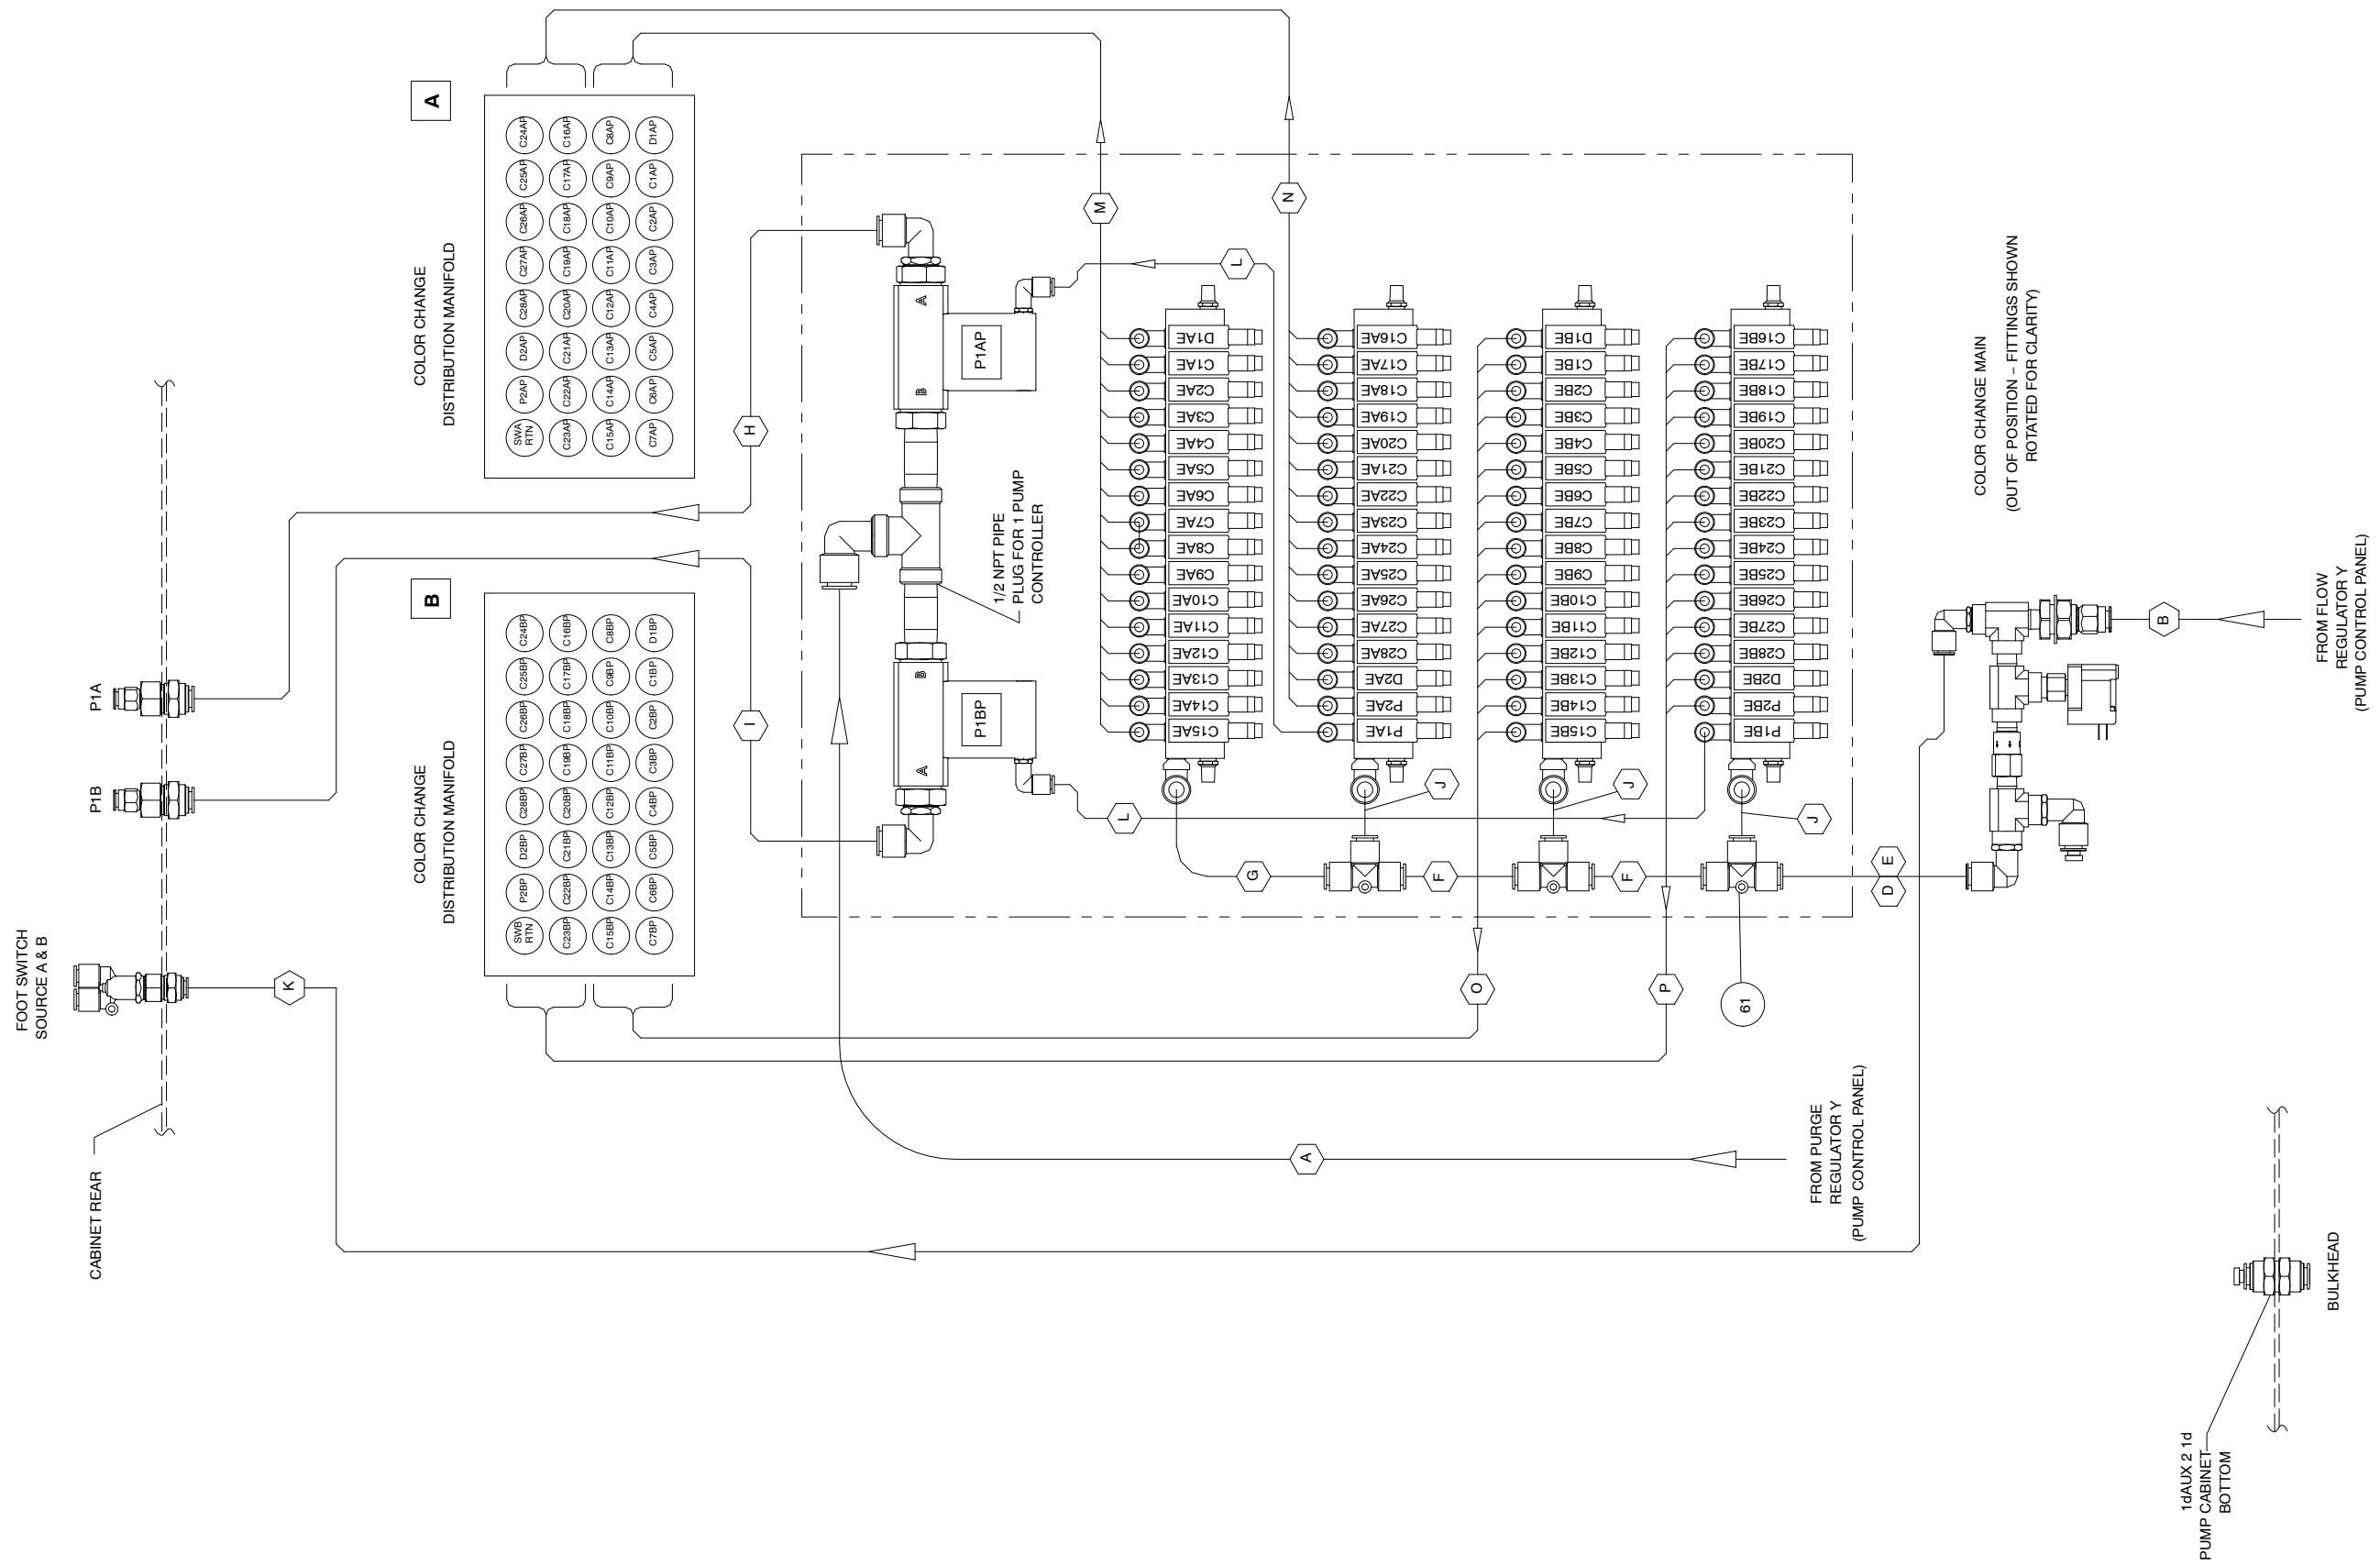 FOOT SWITCH
SOURCE A & B
P1B
P1A
CABINET REAR
K
COLOR CHANGE
DISTRIBUTION MANIFOLD
B
SWB
RTN
P2BP
D2BP
C28BP
C27BP
C26BP
C25BP
C24BP
C23BP
C22BP
C21BP
C20BP
C19BP
C18BP
C17BP
C16BP
C15BP
C14BP
C13BP
C12BP
C11BP
C10BP
C9BP
C8BP
C7BP
C6BP
C5BP
C4BP
C3BP
C2BP
C1BP
D1BP
COLOR CHANGE
DISTRIBUTION MANIFOLD
A
SWA
RTN
P2AP
D2AP
C28AP
C27AP
C26AP
C25AP
C24AP
C23AP
C22AP
C21AP
C20AP
C19AP
C18AP
C17AP
C16AP
C15AP
C14AP
C13AP
C12AP
C11AP
C10AP
C9AP
C8AP
C7AP
C6AP
C5AP
C4AP
C3AP
C2AP
C1AP
D1AP
I
H
A
B
B
A
P1BP
P1AP
1/2 NPT PIPE
PLUG FOR 1 PUMP
CONTROLLER
M
L
L
N
D1AE
C1AE
C2AE
C3AE
C4AE
C5AE
C6AE
C7AE
C8AE
C9AE
C10AE
C11AE
C12AE
C13AE
C14AE
C15AE
C16AE
C17AE
C18AE
C19AE
C20AE
C21AE
C22AE
C23AE
C24AE
C25AE
C26AE
C27AE
C28AE
D2AE
P2AE
P1AE
D1BE
C1BE
C2BE
C3BE
C4BE
C5BE
C6BE
C7BE
C8BE
C9BE
C10BE
C11BE
C12BE
C13BE
C14BE
C15BE
C16BE
C17BE
C18BE
C19BE
C20BE
C21BE
C22BE
C23BE
C24BE
C25BE
C26BE
C27BE
C28BE
D2BE
P2BE
P1BE
G
J
F
J
F
J
O
P
61
A
D
E
FROM PURGE
REGULATORY Y
(PUMP CONTROL PANEL)
COLOR CHANGE MAIN
(OUT OF POSITION – FITTINGS SHOWN
ROTATED FOR CLARITY)
B
FROM FLOW
REGULATOR Y
(PUMP CONTROL PANEL)
1dAUX 2 1d
PUMP CABINET
BOTTOM
BULKHEAD